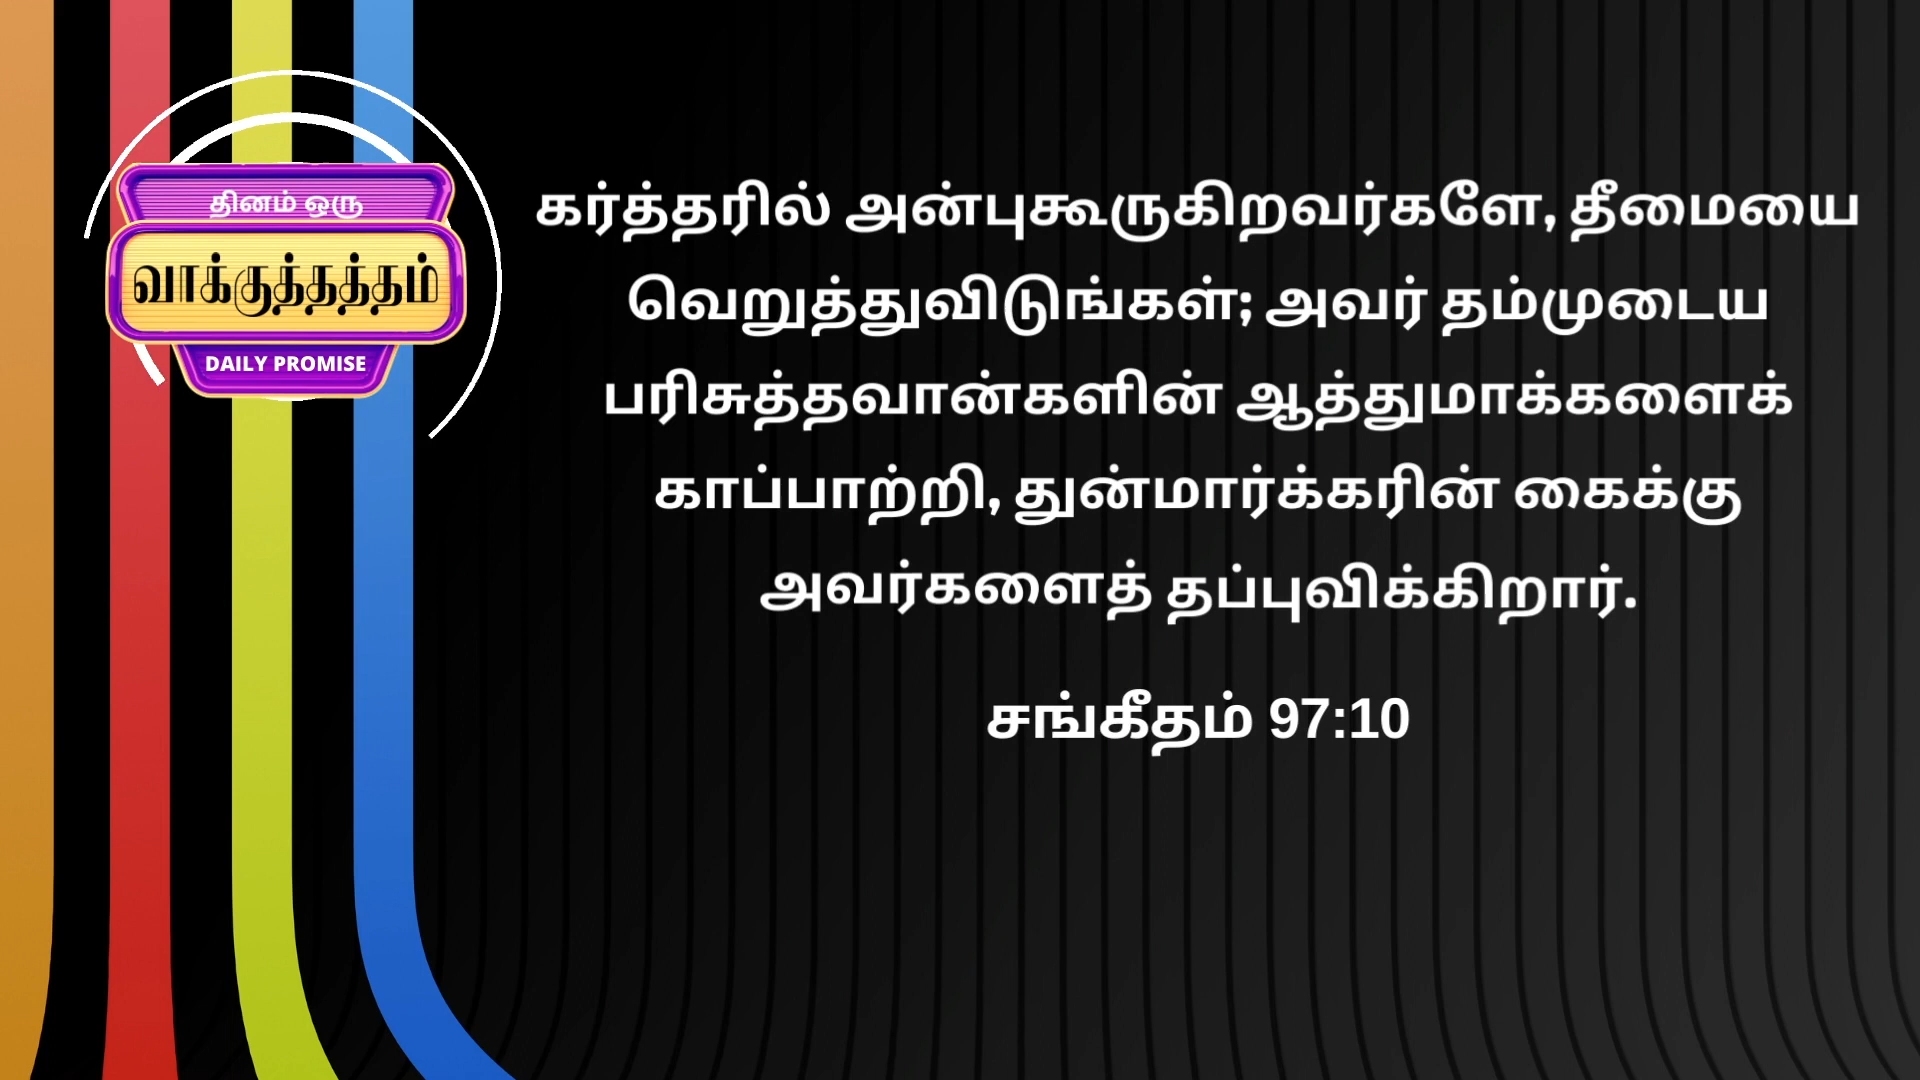 தினம் ஒரு
வாக்குத்தத்தம்
DAILY PROMISE
கர்த்தரில் அன்புகூருகிறவர்களே, தீமையை
வெறுத்துவிடுங்கள்; அவர் தம்முடைய
பரிசுத்தவான்களின் ஆத்துமாக்களைக்
காப்பாற்றி, துன்மார்க்கரின் கைக்கு
அவர்களைத் தப்புவிக்கிறார்.
சங்கீதம் 97:10